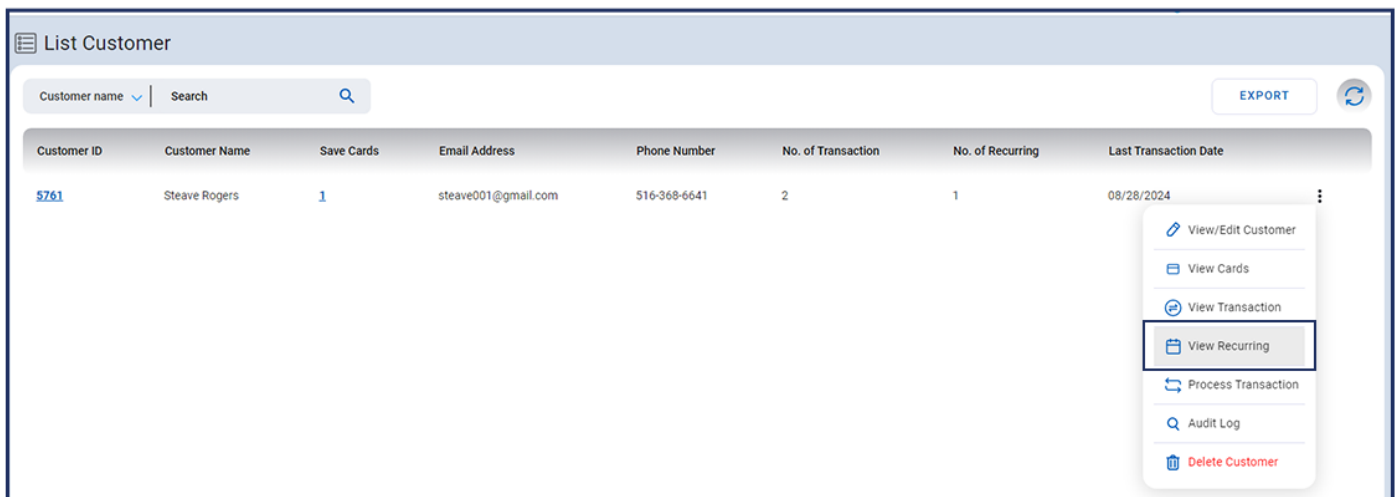 List Customer
Customer name Search EXPORT
Customer ID Customer Name Save Cards Email Address Phone Number No. of Transaction No. of Recurring Last Transaction Date
5761 Steave Rogers 1 steave001@gmail.com 516-368-6641 2 1 08/28/2024
View/Edit Customer
View Cards
View Transaction
View Recurring
Process Transaction
Audit Log
Delete Customer